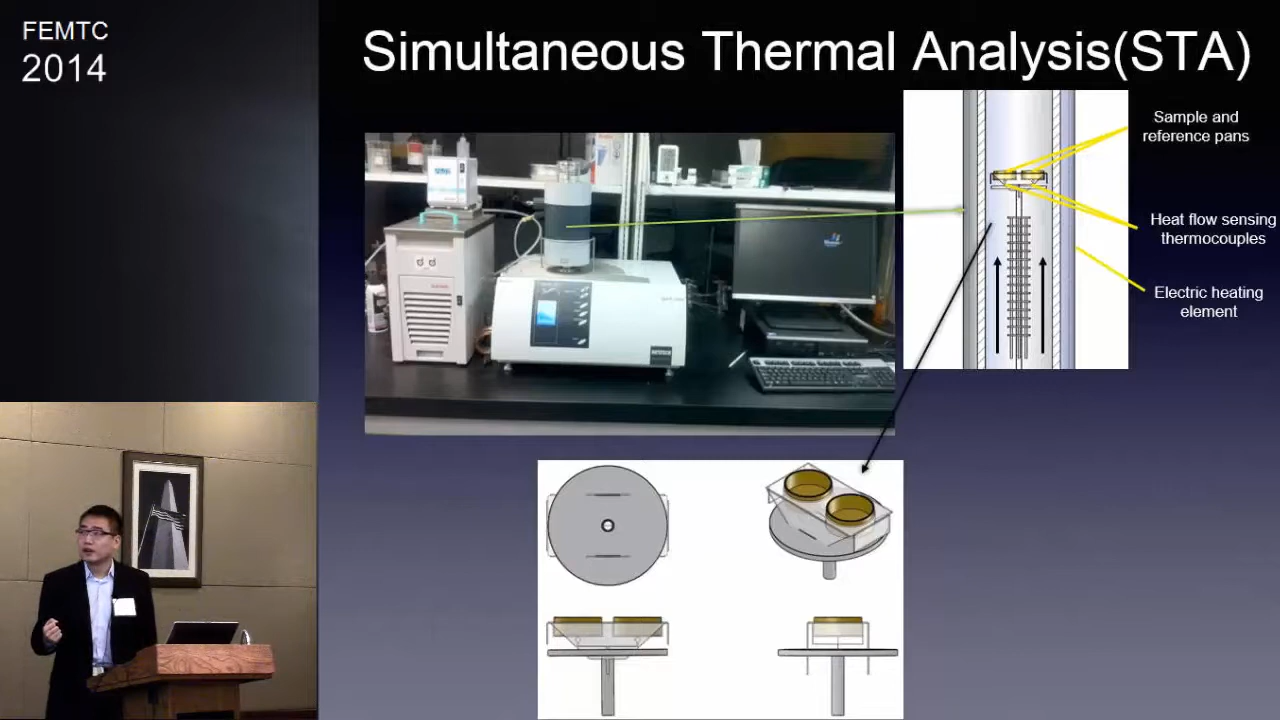 FEMTC
2014
Simultaneous Thermal Analysis(STA)
Sample and
reference pans
Heat flow sensing
thermocouples
Electric heating
element